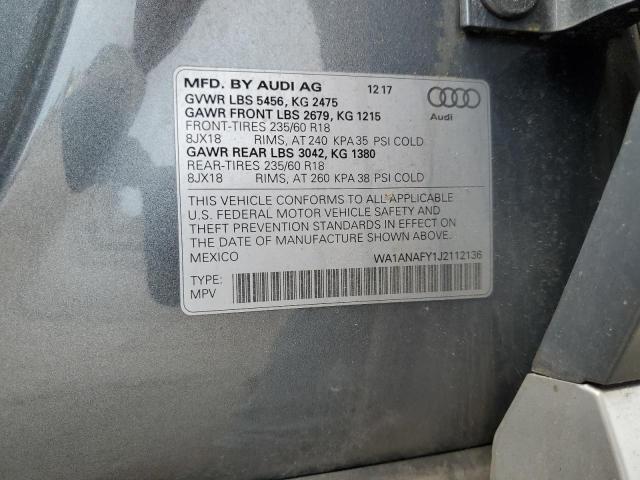 MFD. BY AUDI AG 12 17
GVWR LBS 5456, KG 2475
GAWR FRONT LBS 2679, KG 1215
FRONT-TIRES 235/60 R18
8JX18 RIMS, AT 240 KPA 35 PSI COLD
GAWR REAR LBS 3042, KG 1380
REAR-TIRES 235/60 R18
8JX18 RIMS, AT 260 KPA 38 PSI COLD
Audi
THIS VEHICLE CONFORMS TO ALL APPLICABLE
U.S. FEDERAL MOTOR VEHICLE SAFETY AND
THEFT PREVENTION STANDARDS IN EFFECT ON
THE DATE OF MANUFACTURE SHOWN ABOVE.
MEXICO WA1ANAFY1J2112136
TYPE:
MPV